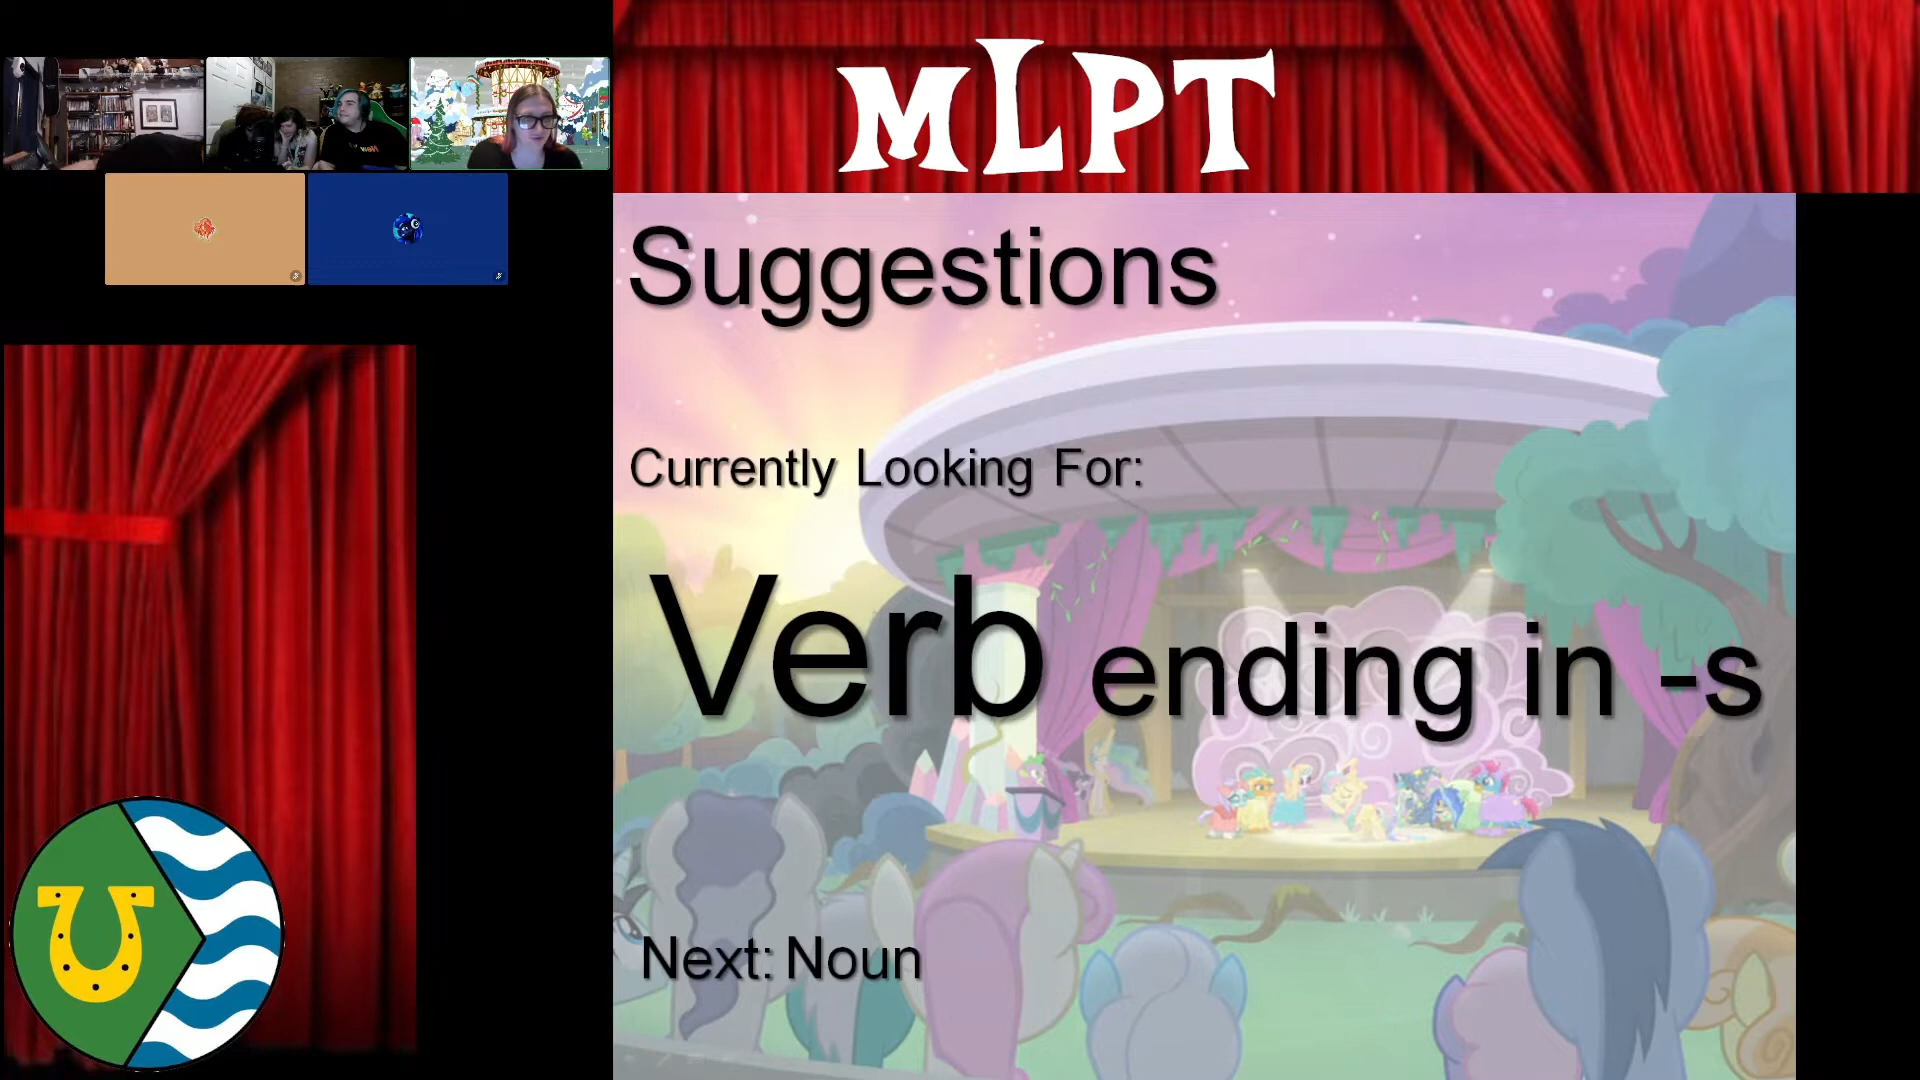 MLPT
Suggestions
Currently Looking For:
Verb ending in -s
Next: Noun